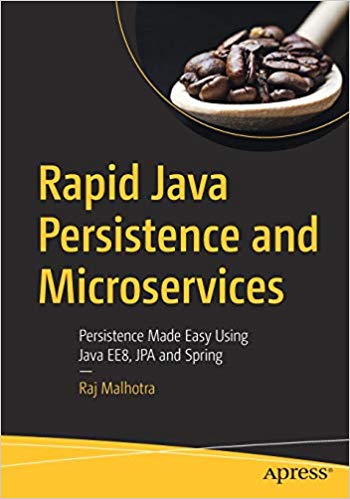 Rapid Java
Persistence and
Microservices
Persistence Made Easy Using
Java EE8, JPA and Spring
—
Raj Malhotra
Apress®